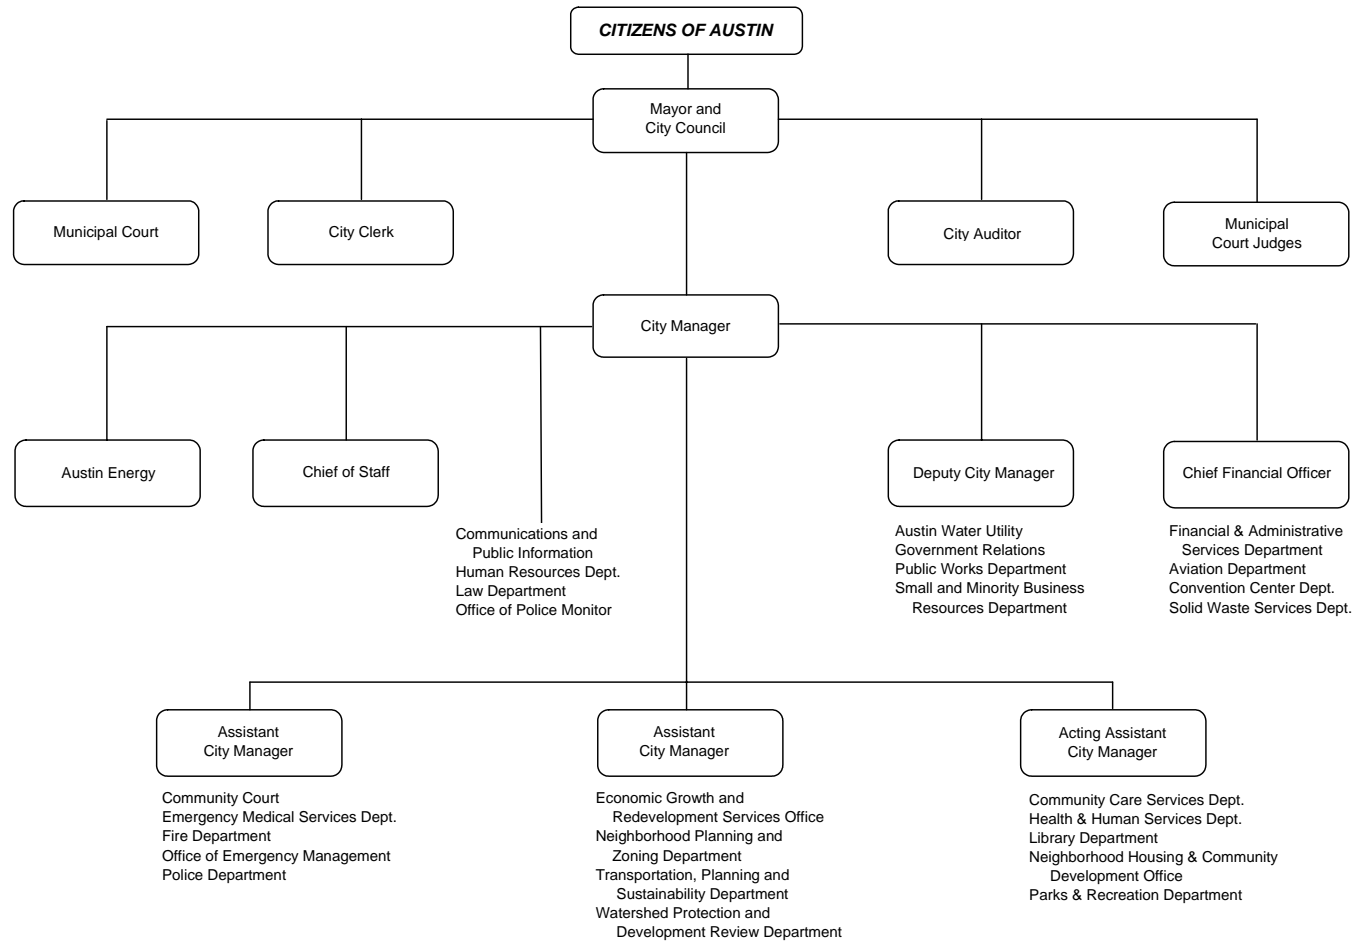 CITIZENS OF AUSTIN
Mayor and
City Council
Municipal Court
City Clerk
City Auditor
Municipal
Court Judges
City Manager
Austin Energy
Chief of Staff
Deputy City Manager
Chief Financial Officer
Communications and
Public Information
Human Resources Dept.
Law Department
Office of Police Monitor
Austin Water Utility
Government Relations
Public Works Department
Small and Minority Business
Resources Department
Financial & Administrative
Services Department
Aviation Department
Convention Center Dept.
Solid Waste Services Dept.
Assistant
City Manager
Community Court
Emergency Medical Services Dept.
Fire Department
Office of Emergency Management
Police Department
Assistant
City Manager
Economic Growth and
Redevelopment Services Office
Neighborhood Planning and
Zoning Department
Transportation, Planning and
Sustainability Department
Watershed Protection and
Development Review Department
Acting Assistant
City Manager
Community Care Services Dept.
Health & Human Services Dept.
Library Department
Neighborhood Housing & Community
Development Office
Parks & Recreation Department